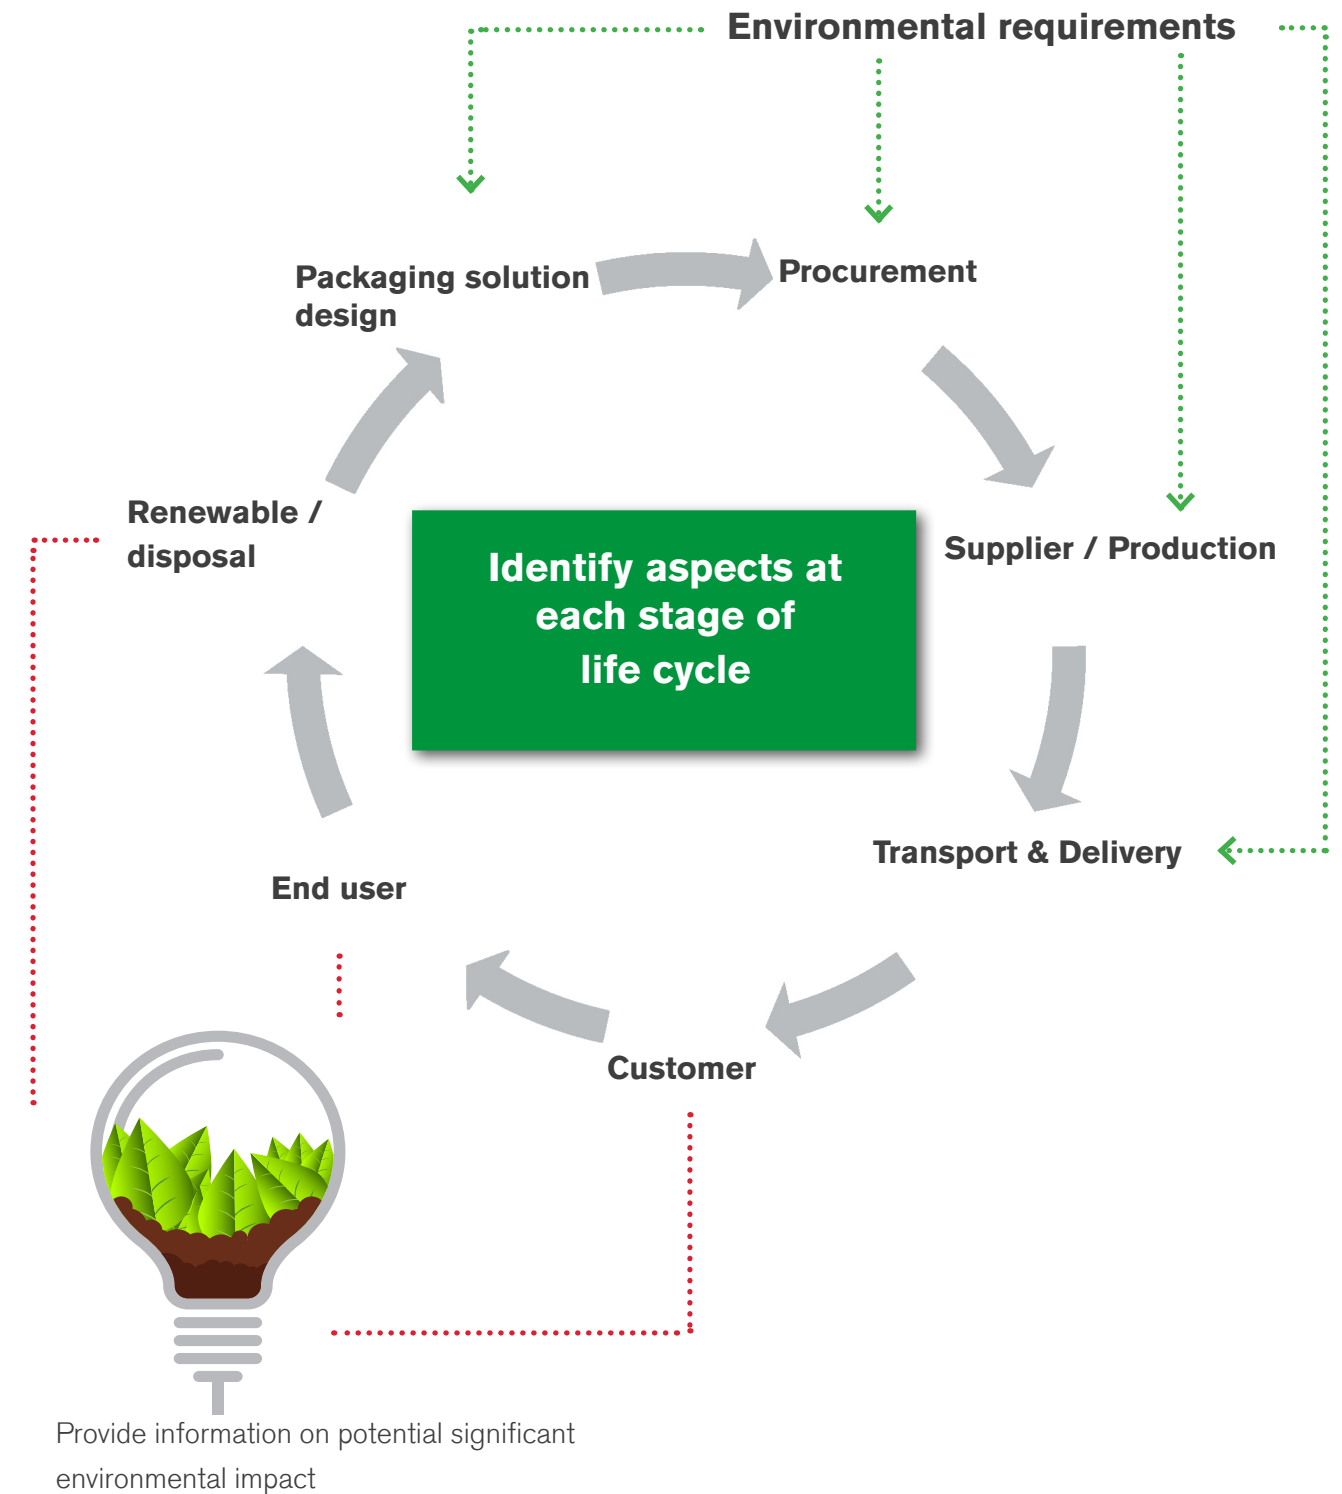 Environmental requirements
Packaging solution
design
Procurement
Renewable /
disposal
Identify aspects at
each stage of
life cycle
Supplier / Production
Transport & Delivery
End user
Customer
Provide information on potential significant
environmental impact